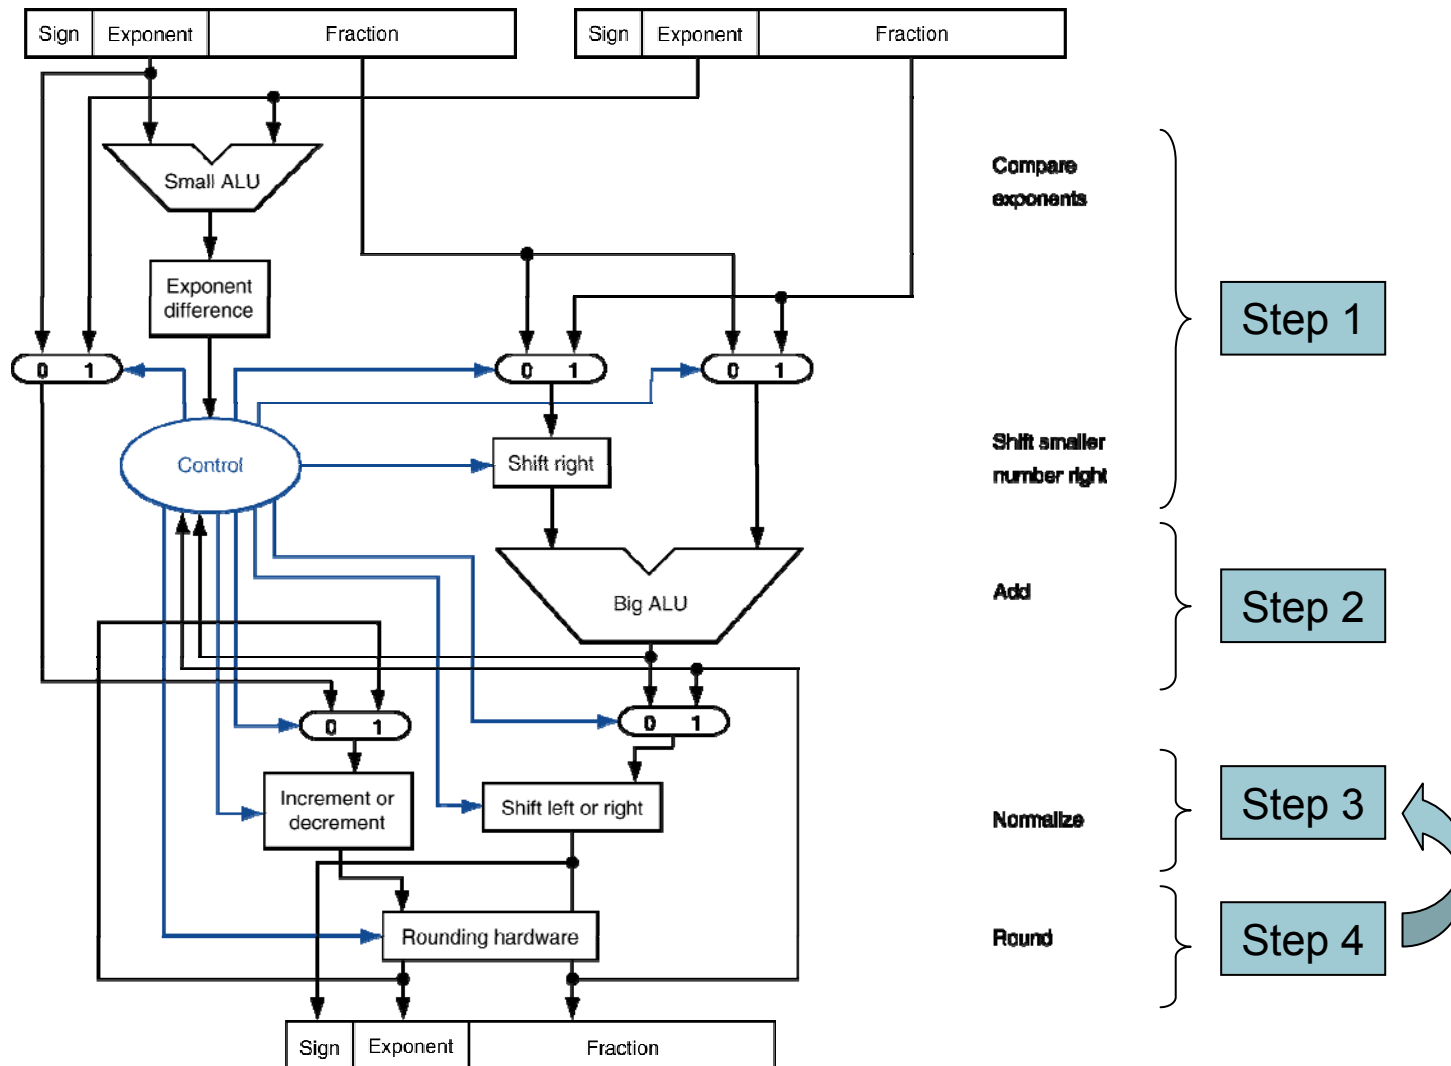 Sign Exponent Fraction Sign Exponent Fraction
Compare
exponents
Small ALU
Exponent
difference
Step 1
0 1 0 1 0 1
Shift smaller
number right
Control
Shift right
Add
Step 2
Big ALU
0 1 0 1
Increment or
decrement
Shift left or right
Normalize
Step 3
Rounding hardware
Round
Step 4
Sign Exponent Fraction